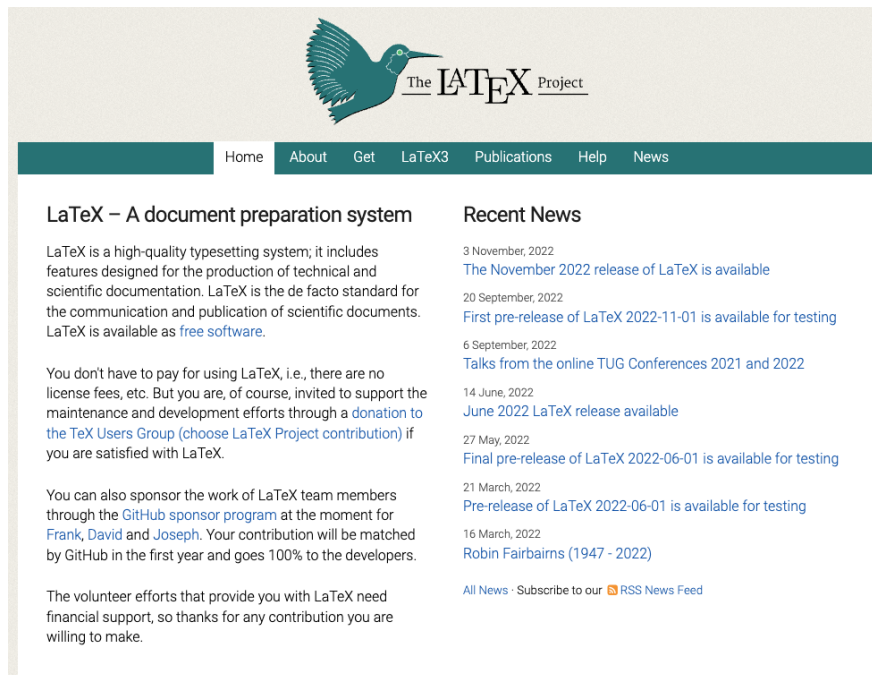 The LATEX Project
Home About Get LaTeX3 Publications Help News
LaTeX – A document preparation system
LaTeX is a high-quality typesetting system; it includes
features designed for the production of technical and
scientific documentation. LaTeX is the de facto standard for
the communication and publication of scientific documents.
LaTeX is available as free software.
You don't have to pay for using LaTeX, i.e., there are no
license fees, etc. But you are, of course, invited to support the
maintenance and development efforts through a donation to
the TeX Users Group (choose LaTeX Project contribution) if
you are satisfied with LaTeX.
You can also sponsor the work of LaTeX team members
through the GitHub sponsor program at the moment for
Frank, David and Joseph. Your contribution will be matched
by GitHub in the first year and goes 100% to the developers.
The volunteer efforts that provide you with LaTeX need
financial support, so thanks for any contribution you are
willing to make.
Recent News
3 November, 2022
The November 2022 release of LaTeX is available
20 September, 2022
First pre-release of LaTeX 2022-11-01 is available for testing
6 September, 2022
Talks from the online TUG Conferences 2021 and 2022
14 June, 2022
June 2022 LaTeX release available
27 May, 2022
Final pre-release of LaTeX 2022-06-01 is available for testing
21 March, 2022
Pre-release of LaTeX 2022-06-01 is available for testing
16 March, 2022
Robin Fairbairns (1947 - 2022)
All News · Subscribe to our RSS News Feed